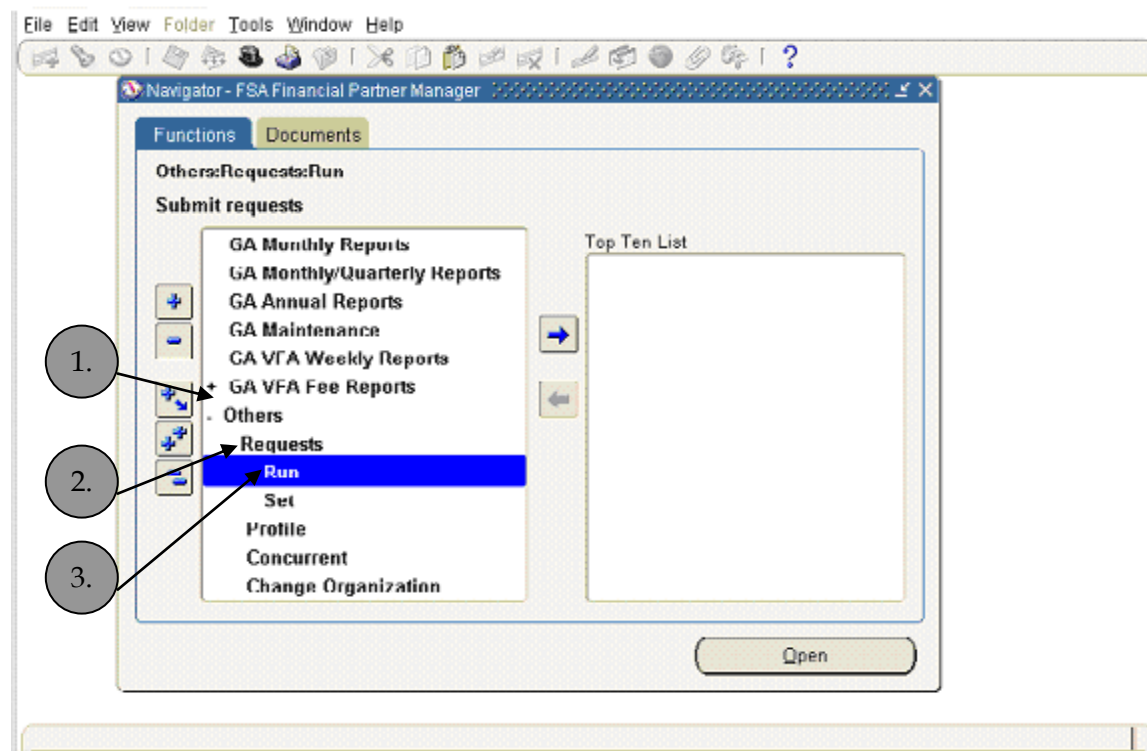 File Edit View Folder Tools Window Help
?
Navigator - FSA Financial Partner Manager
Functions Documents
Others:Requests:Run
Submit requests
Top Ten List
GA Monthly Reports
GA Monthly/Quarterly Reports
GA Annual Reports
GA Maintenance
GA VFA Weekly Reports
+ GA VFA Fee Reports
- Others
Requests
Run
Set
Profile
Concurrent
Change Organization
1.
2.
3.
Open